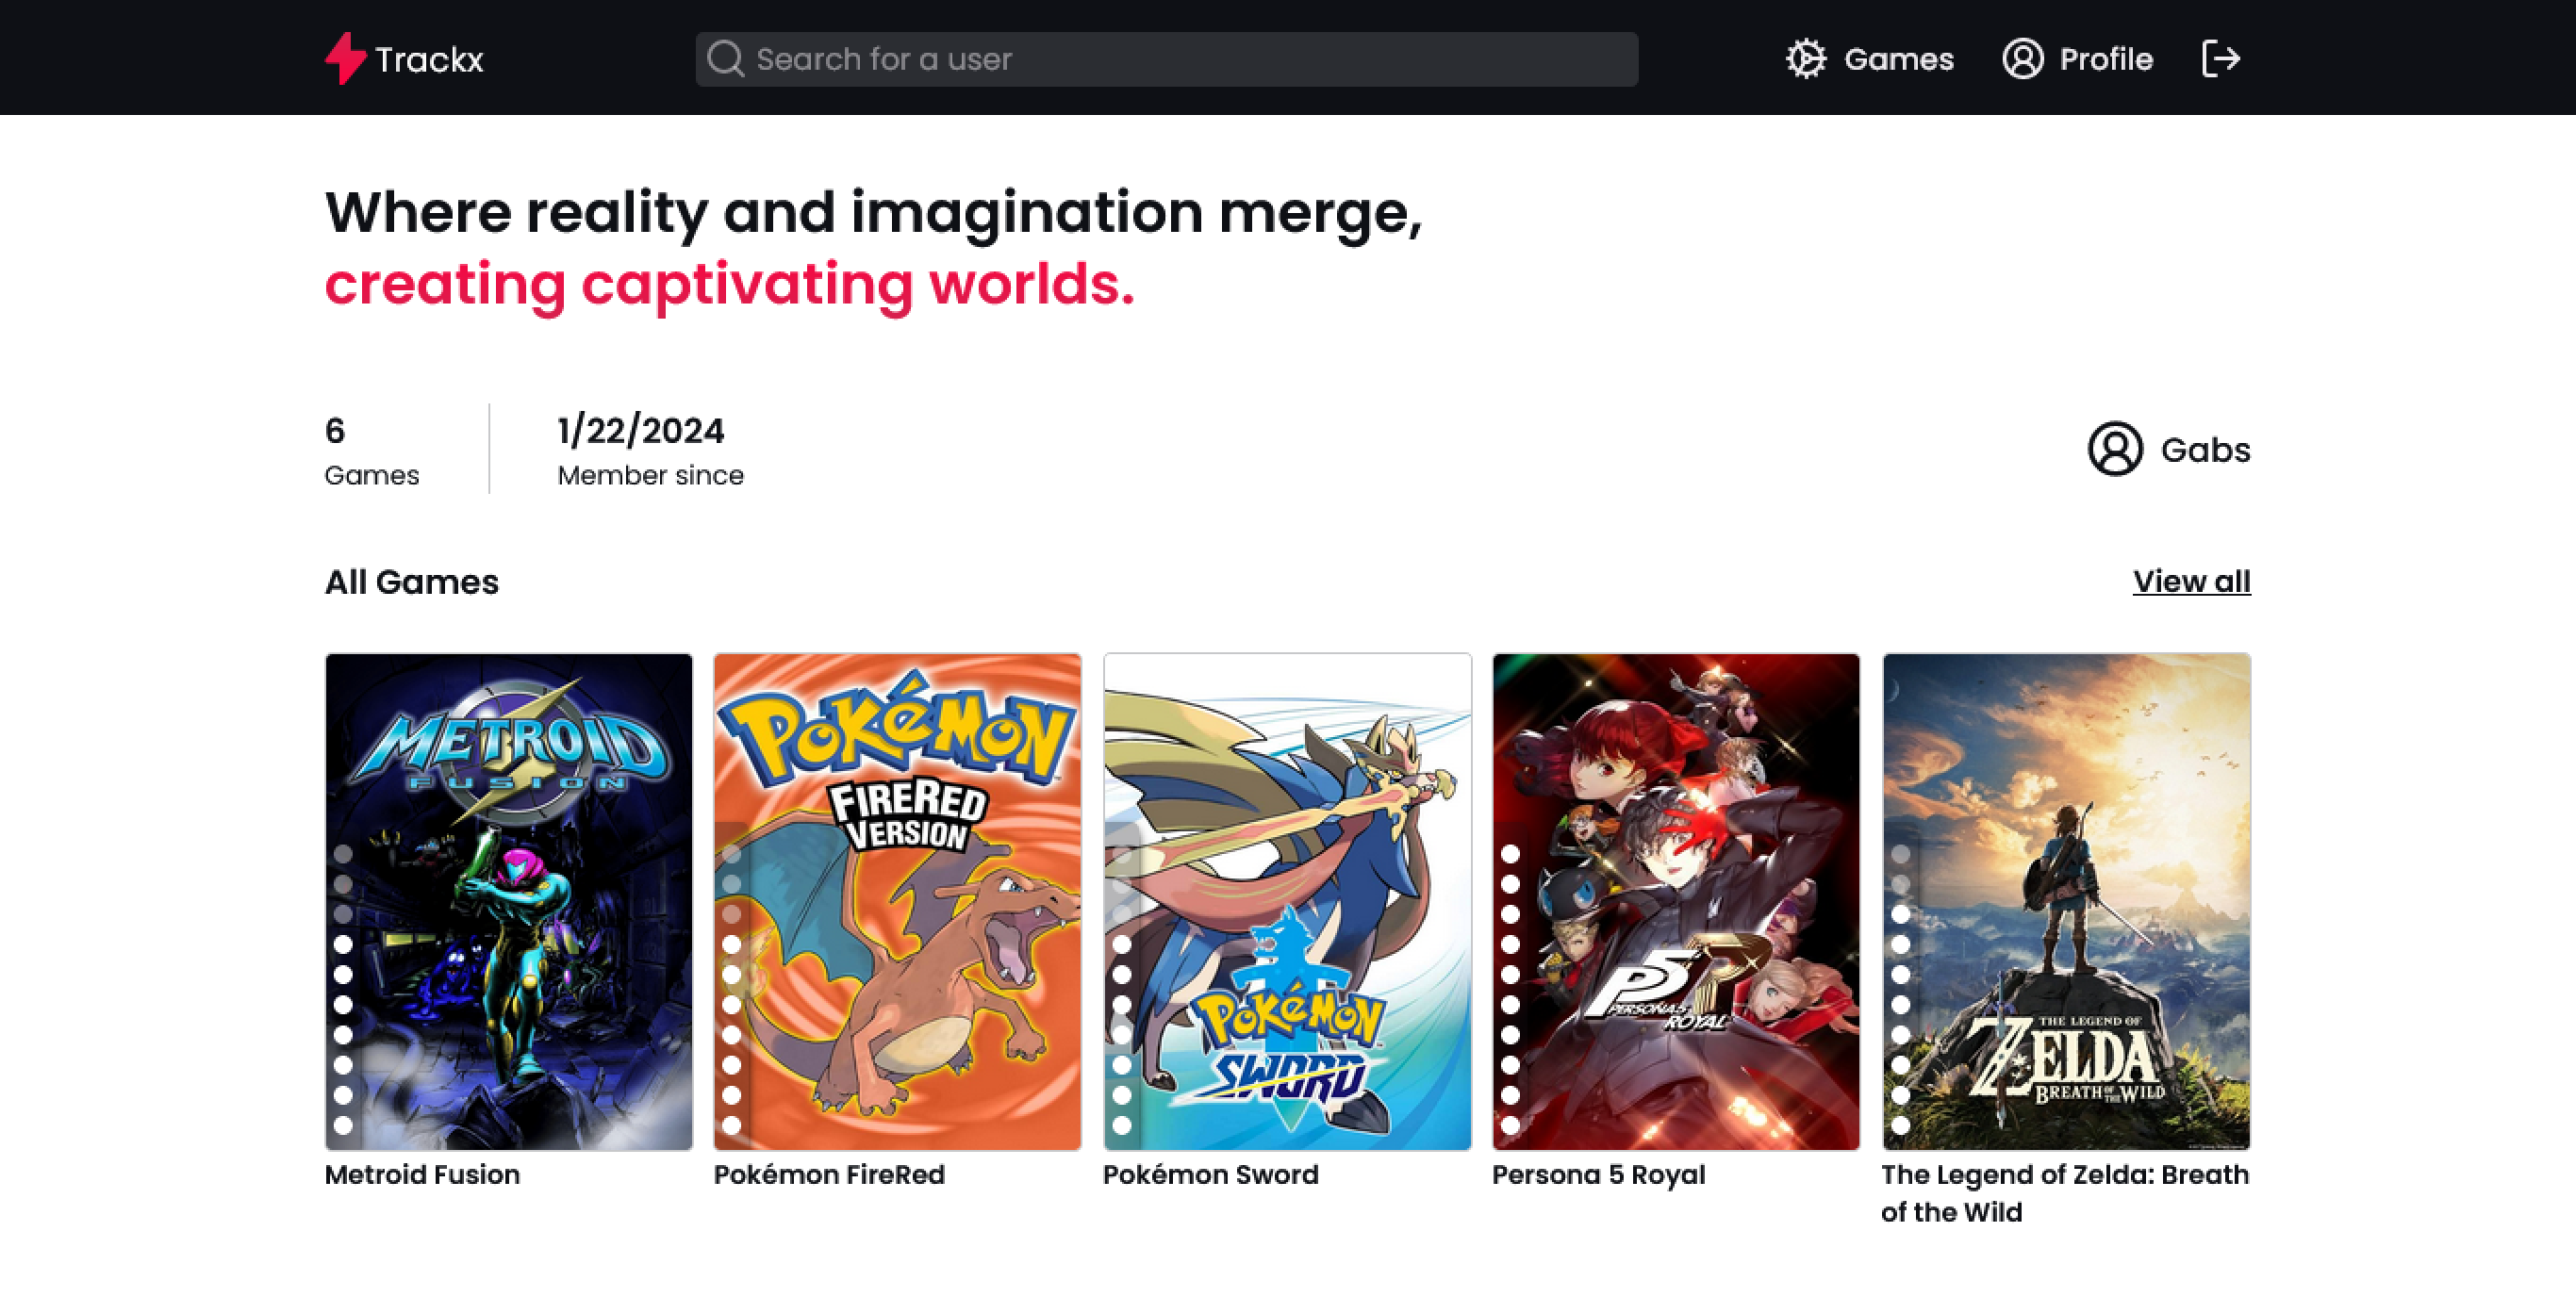 Trackx
Search for a user
Games
Profile
Where reality and imagination merge,
creating captivating worlds.
6
Games
1/22/2024
Member since
Gabs
All Games
View all
METROID
FUSION
POKéMON
FIRERED
VERSION
POKéMON
SWORD
P5R
PERSONA5
ROYAL
THE LEGEND OF
ZELDA
BREATH OF THE WILD
Metroid Fusion
Pokémon FireRed
Pokémon Sword
Persona 5 Royal
The Legend of Zelda: Breath
of the Wild